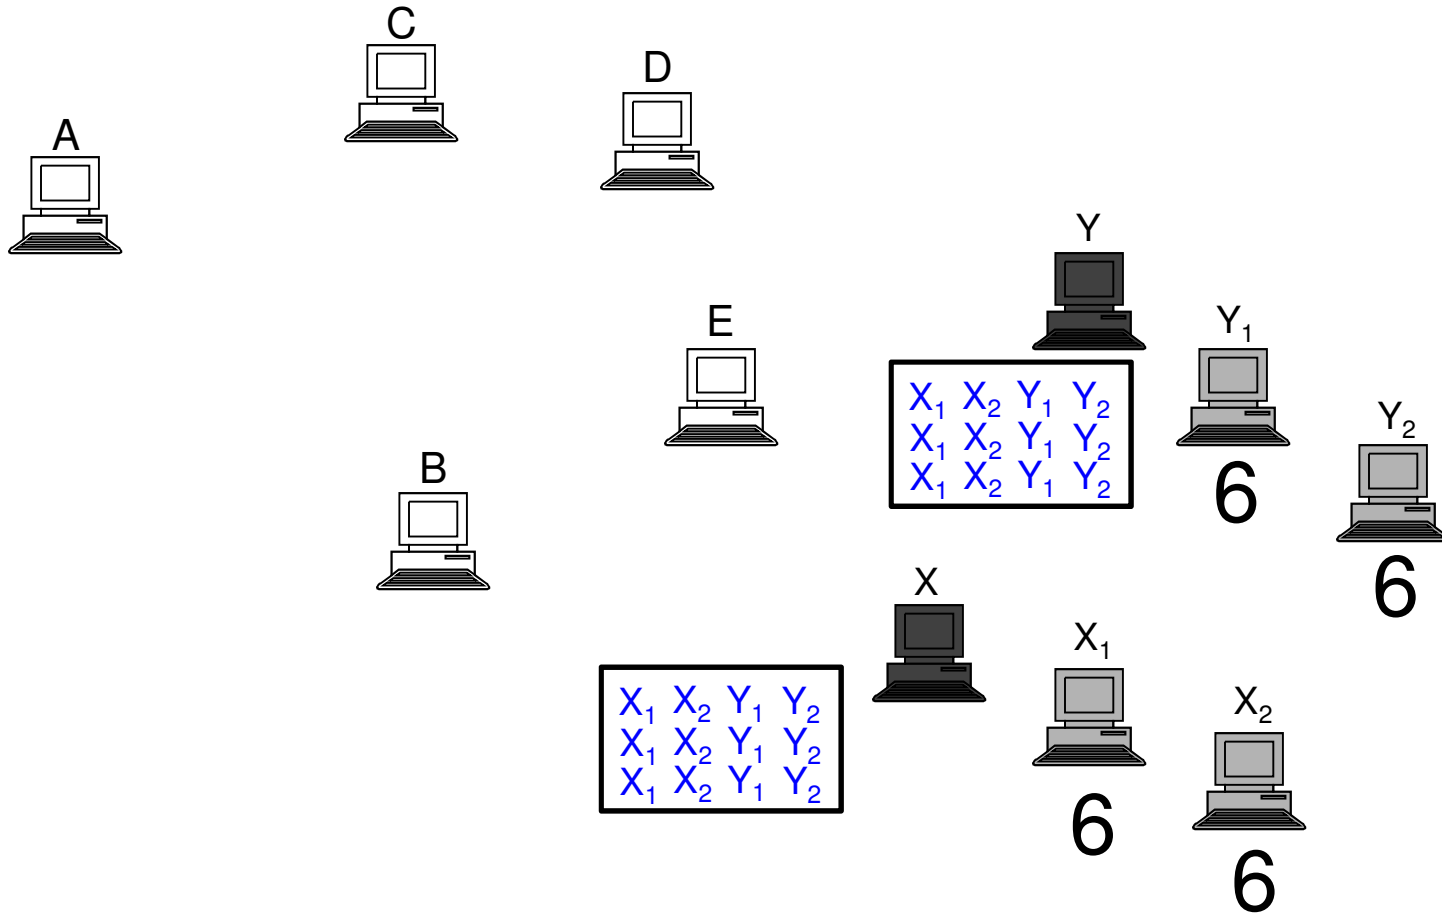 C
D
A
Y
E
Y₁
X₁ X₂ Y₁ Y₂
X₁ X₂ Y₁ Y₂
X₁ X₂ Y₁ Y₂
Y₂
B
6
6
X
X₁
X₁ X₂ Y₁ Y₂
X₁ X₂ Y₁ Y₂
X₁ X₂ Y₁ Y₂
X₂
6
6